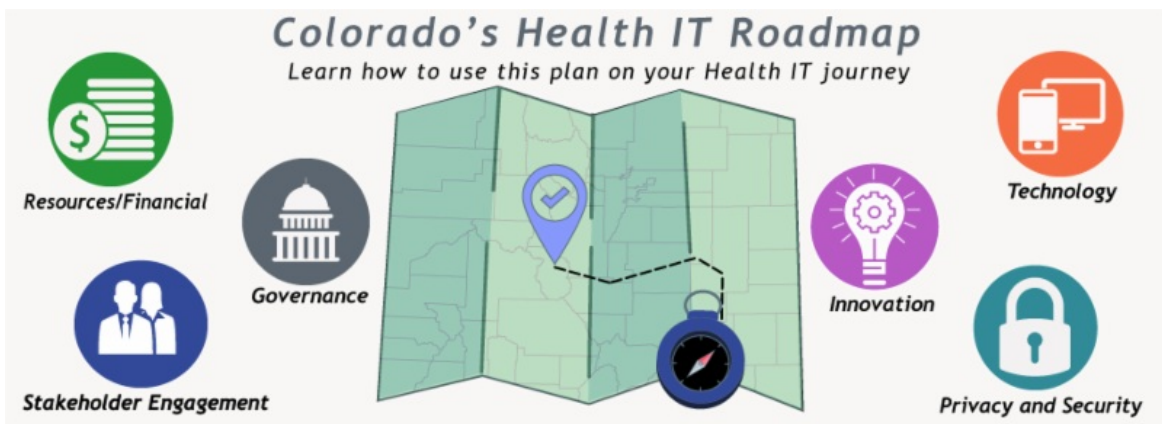 Colorado's Health IT Roadmap
Learn how to use this plan on your Health IT journey
$
Resources/Financial
Governance
Stakeholder Engagement
Technology
Innovation
Privacy and Security